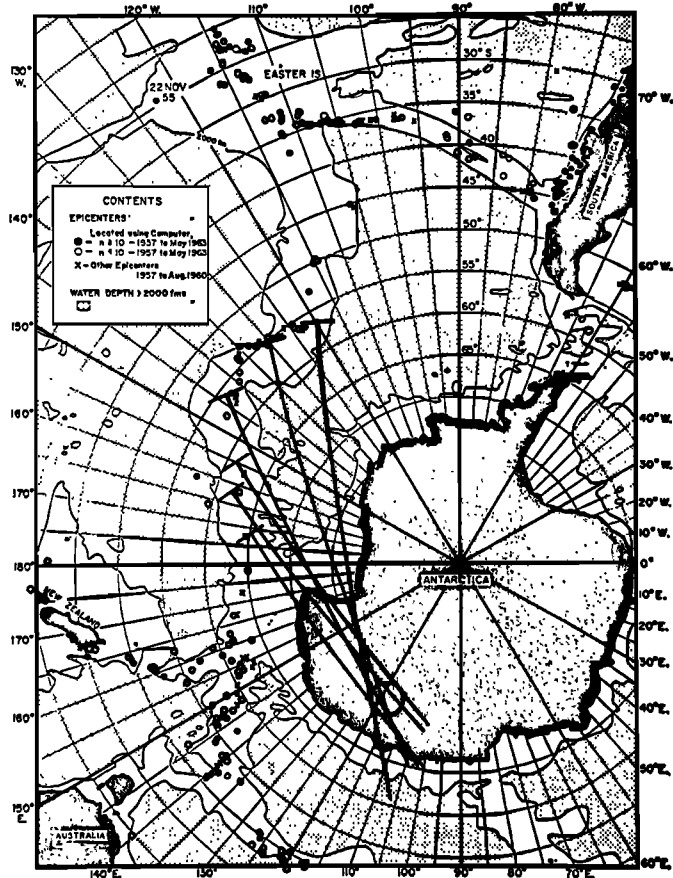 120° W.
110°
100°
90°
80° W.
130° W.
22 NOV 55
EASTER IS
30° S
35°
40
45°
50°
55°
60°
70° W.
SOUTH AMERICA
CONTENTS
EPICENTERS
Located using Computer,
1957 to May 1963
1957 to May 1963
X - Other Epicenters
1957 to Aug. 1960
WATER DEPTH > 2000 fms
140°
150°
160°
170°
180°
170°
160°
150° E.
60° W.
50° W.
40 W.
30 W.
20 W.
10° W.
0°
10°E.
20°E.
30°E.
40°E.
50°E.
60°E.
NEW ZEALAND
ANTARCTICA
AUSTRALIA
140°E.
130°
120°
110°
100°
90°
80°
70°E.